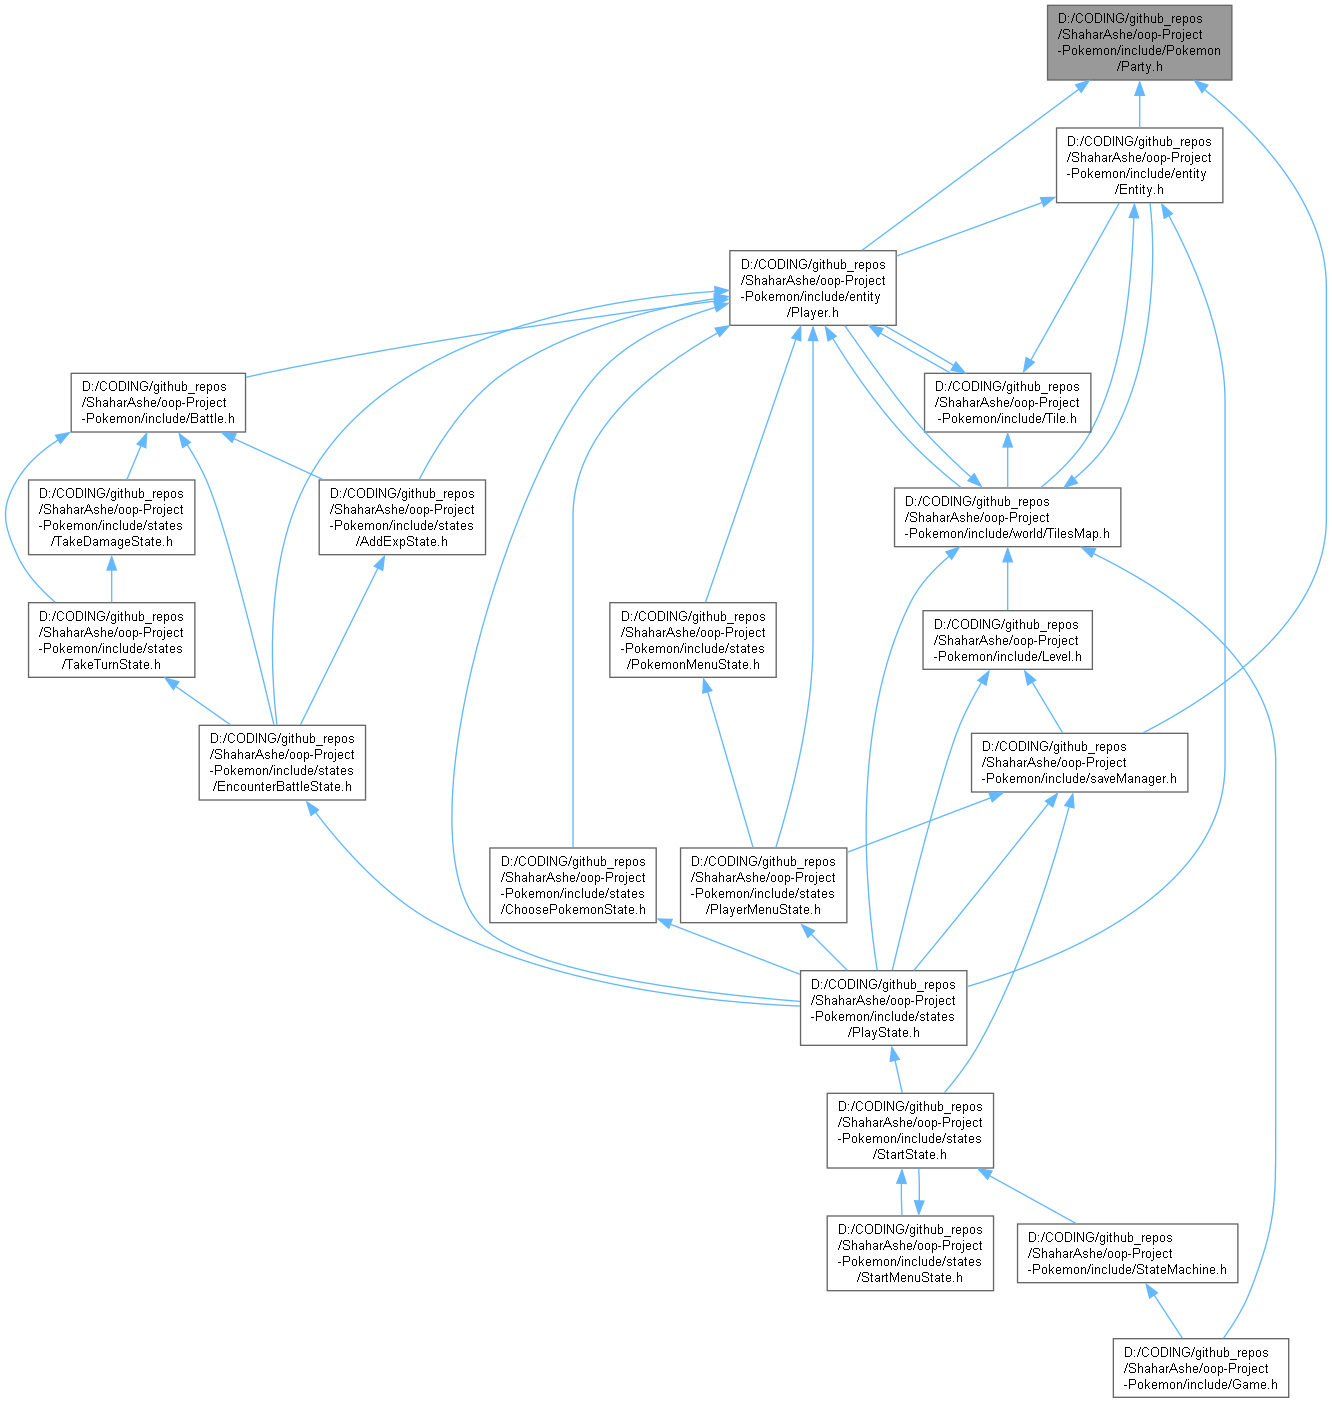 D:/CODING/github_repos
/ShaharAshe/oop-Project
-Pokemon/include/Pokemon
/Party.h
D:/CODING/github_repos
/ShaharAshe/oop-Project
-Pokemon/include/entity
/Entity.h
D:/CODING/github_repos
/ShaharAshe/oop-Project
-Pokemon/include/entity
/Player.h
D:/CODING/github_repos
/ShaharAshe/oop-Project
-Pokemon/include/Battle.h
D:/CODING/github_repos
/ShaharAshe/oop-Project
-Pokemon/include/Tile.h
D:/CODING/github_repos
/ShaharAshe/oop-Project
-Pokemon/include/states
/TakeDamageState.h
D:/CODING/github_repos
/ShaharAshe/oop-Project
-Pokemon/include/states
/AddExpState.h
D:/CODING/github_repos
/ShaharAshe/oop-Project
-Pokemon/include/world/TilesMap.h
D:/CODING/github_repos
/ShaharAshe/oop-Project
-Pokemon/include/states
/TakeTurnState.h
D:/CODING/github_repos
/ShaharAshe/oop-Project
-Pokemon/include/states
/PokemonMenuState.h
D:/CODING/github_repos
/ShaharAshe/oop-Project
-Pokemon/include/Level.h
D:/CODING/github_repos
/ShaharAshe/oop-Project
-Pokemon/include/states
/EncounterBattleState.h
D:/CODING/github_repos
/ShaharAshe/oop-Project
-Pokemon/include/saveManager.h
D:/CODING/github_repos
/ShaharAshe/oop-Project
-Pokemon/include/states
/ChoosePokemonState.h
D:/CODING/github_repos
/ShaharAshe/oop-Project
-Pokemon/include/states
/PlayerMenuState.h
D:/CODING/github_repos
/ShaharAshe/oop-Project
-Pokemon/include/states
/PlayState.h
D:/CODING/github_repos
/ShaharAshe/oop-Project
-Pokemon/include/states
/StartState.h
D:/CODING/github_repos
/ShaharAshe/oop-Project
-Pokemon/include/states
/StartMenuState.h
D:/CODING/github_repos
/ShaharAshe/oop-Project
-Pokemon/include/StateMachine.h
D:/CODING/github_repos
/ShaharAshe/oop-Project
-Pokemon/include/Game.h